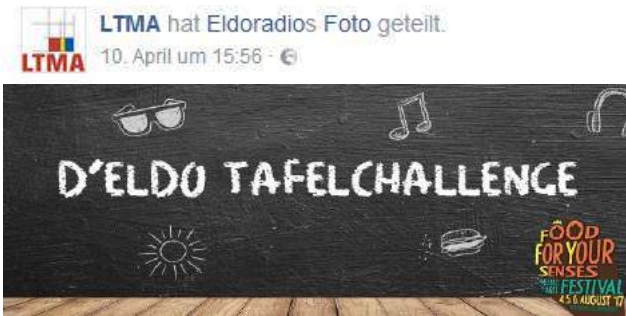 LTMA hat Eldoradios Foto geteilt.
10. April um 15:56 ·
LTMA
D'ELDO TAFELCHALLENGE
FOOD
FOR YOUR
SENSES
FESTIVAL
4 5 6 AUGUST 17